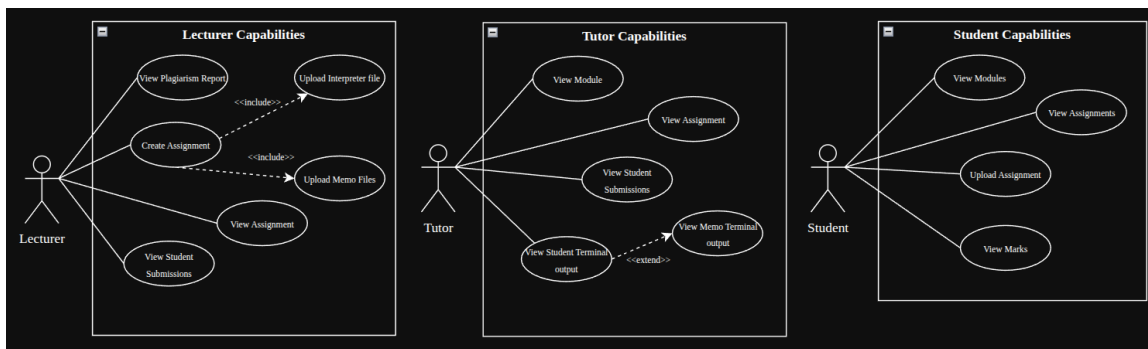 Lecturer Capabilities
View Plagiarism Report
Upload Interpreter file
<<include>>
Create Assignment
<<include>>
Upload Memo Files
Lecturer
View Assignment
View Student
Submissions
Tutor Capabilities
View Module
View Assignment
View Student
Submissions
Tutor
View Memo Terminal
output
View Student Terminal
output
<<extend>>
Student Capabilities
View Modules
View Assignments
Upload Assignment
Student
View Marks